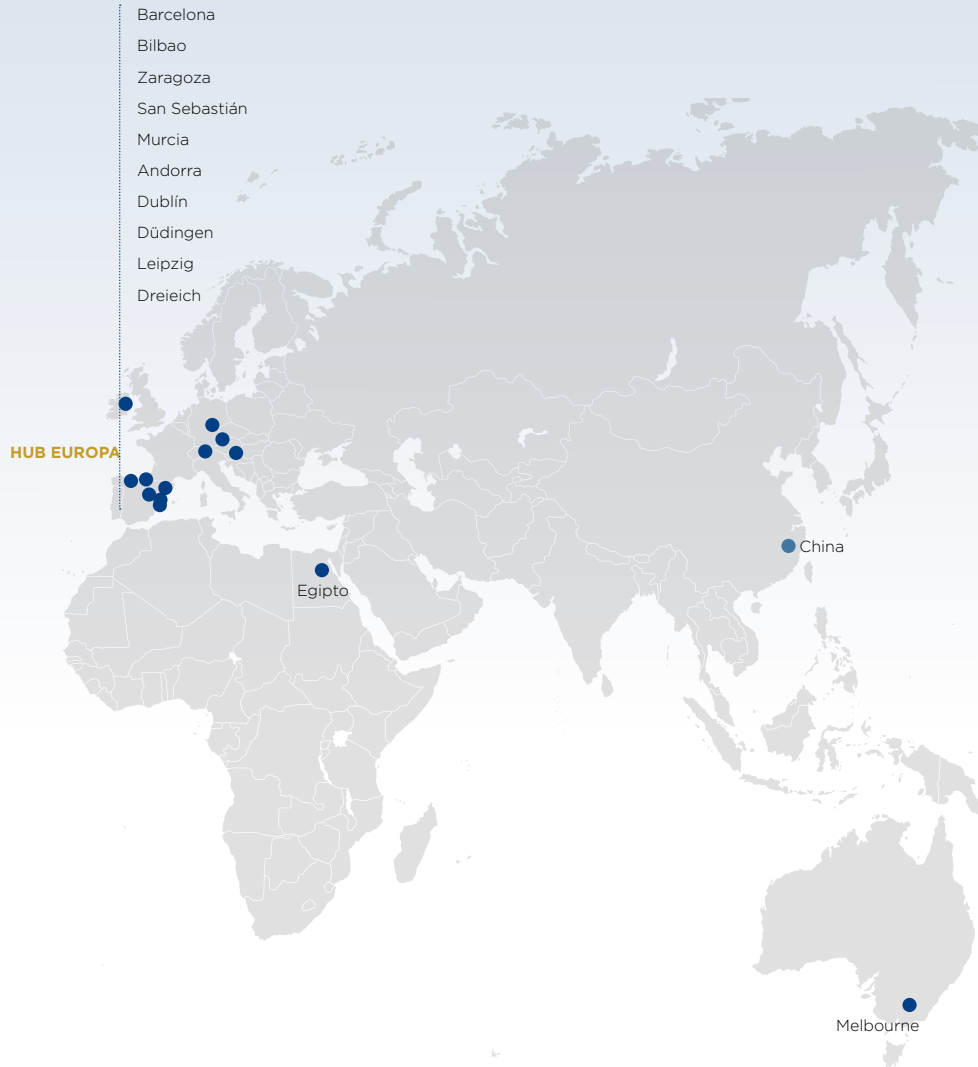 Barcelona
Bilbao
Zaragoza
San Sebastián
Murcia
Andorra
Dublín
Düdingen
Leipzig
Dreieich
HUB EUROPA
China
Egipto
Melbourne